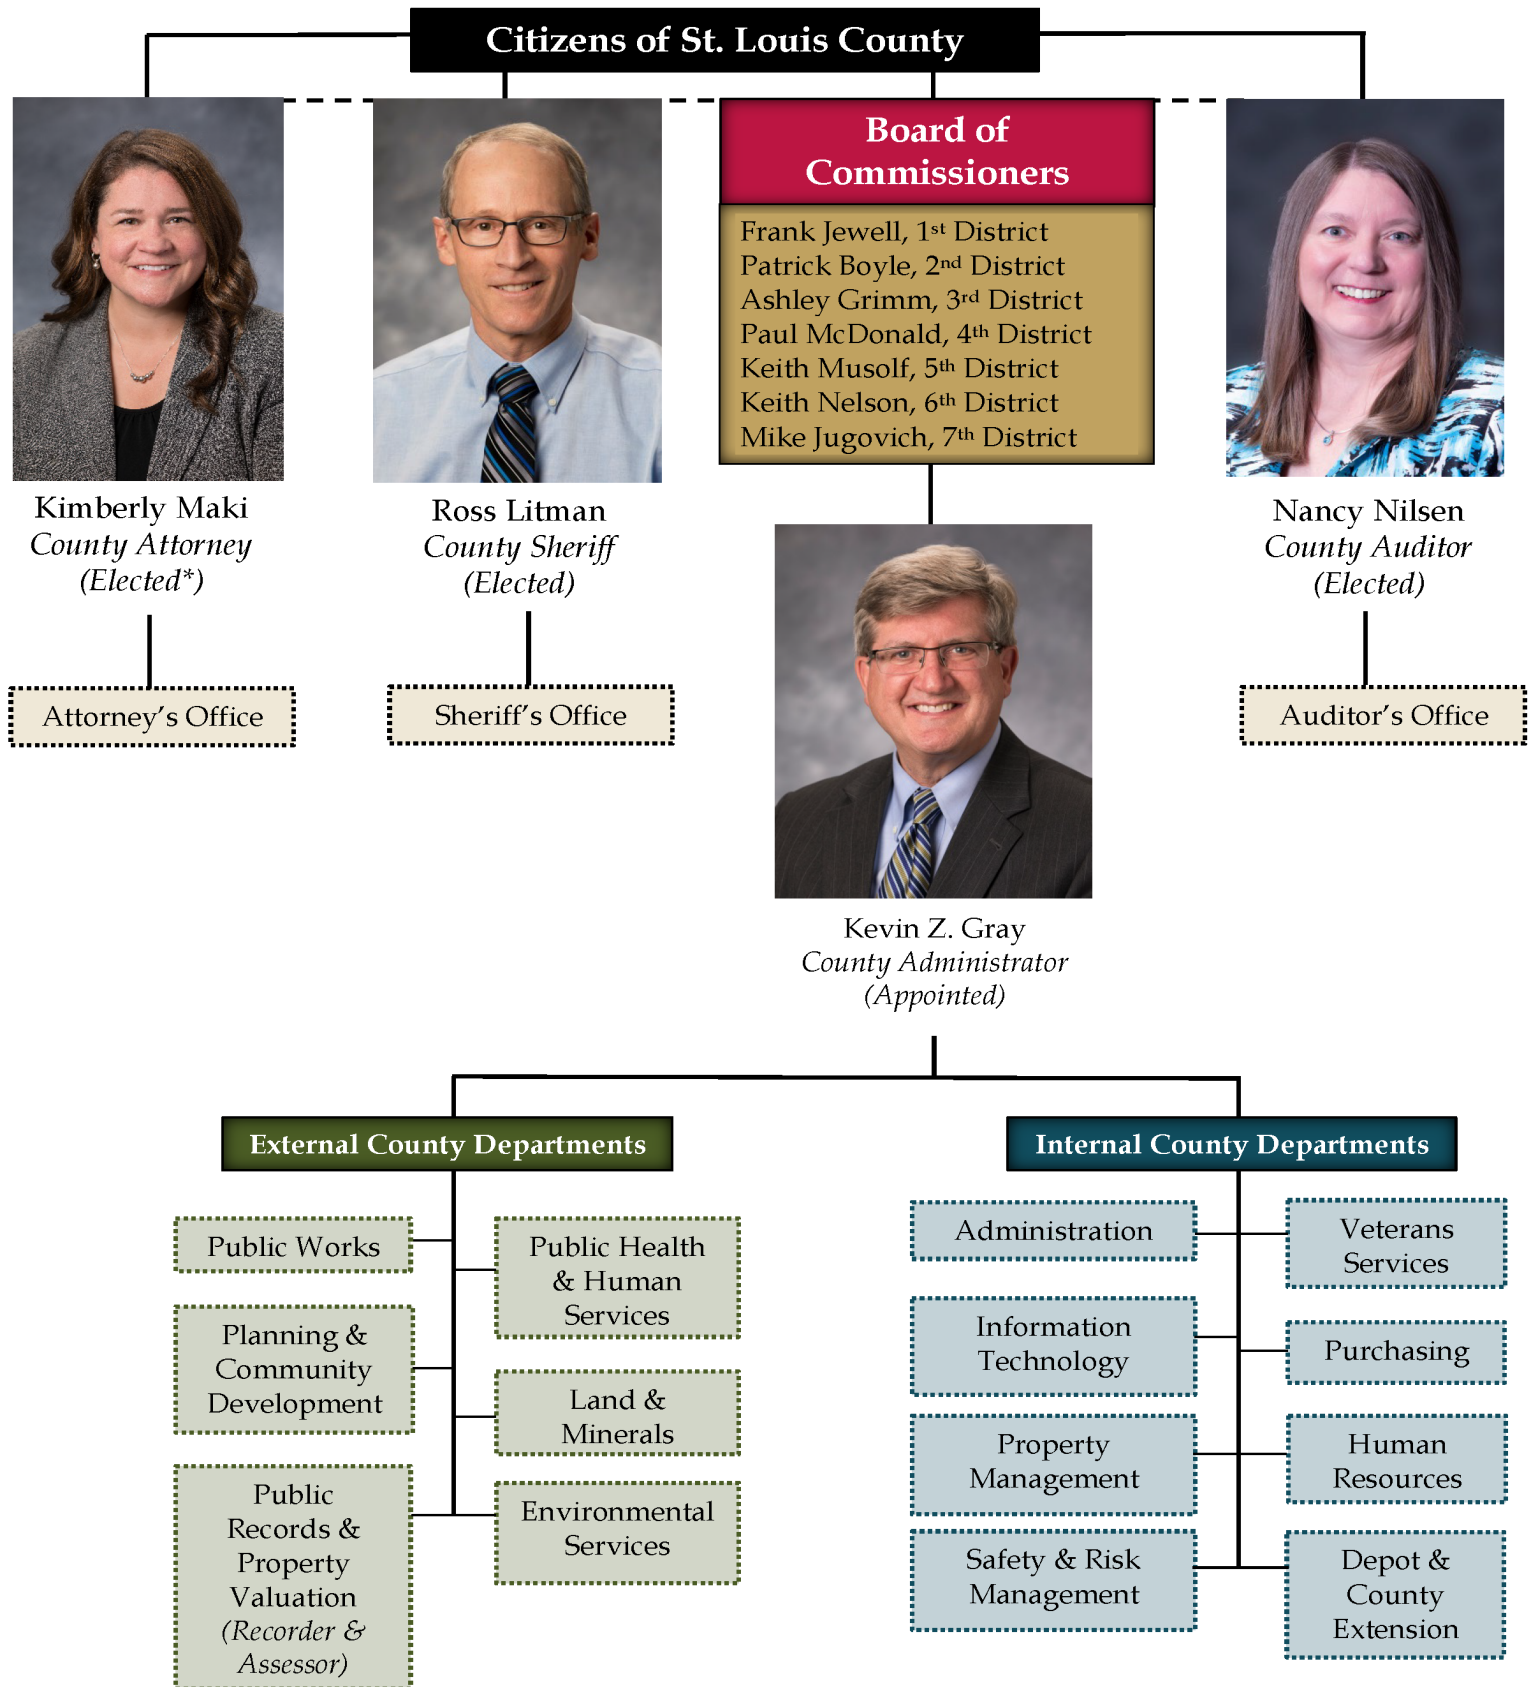 Citizens of St. Louis County
Board of
Commissioners
Frank Jewell, 1st District
Patrick Boyle, 2nd District
Ashley Grimm, 3rd District
Paul McDonald, 4th District
Keith Musolf, 5th District
Keith Nelson, 6th District
Mike Jugovich, 7th District
Kimberly Maki
County Attorney
(Elected*)
Ross Litman
County Sheriff
(Elected)
Nancy Nilsen
County Auditor
(Elected)
Attorney’s Office
Sheriff’s Office
Auditor’s Office
Kevin Z. Gray
County Administrator
(Appointed)
External County Departments
Public Works
Public Health
& Human
Services
Planning &
Community
Development
Land &
Minerals
Public
Records &
Property
Valuation
(Recorder &
Assessor)
Environmental
Services
Internal County Departments
Administration
Veterans
Services
Information
Technology
Purchasing
Property
Management
Human
Resources
Safety & Risk
Management
Depot &
County
Extension